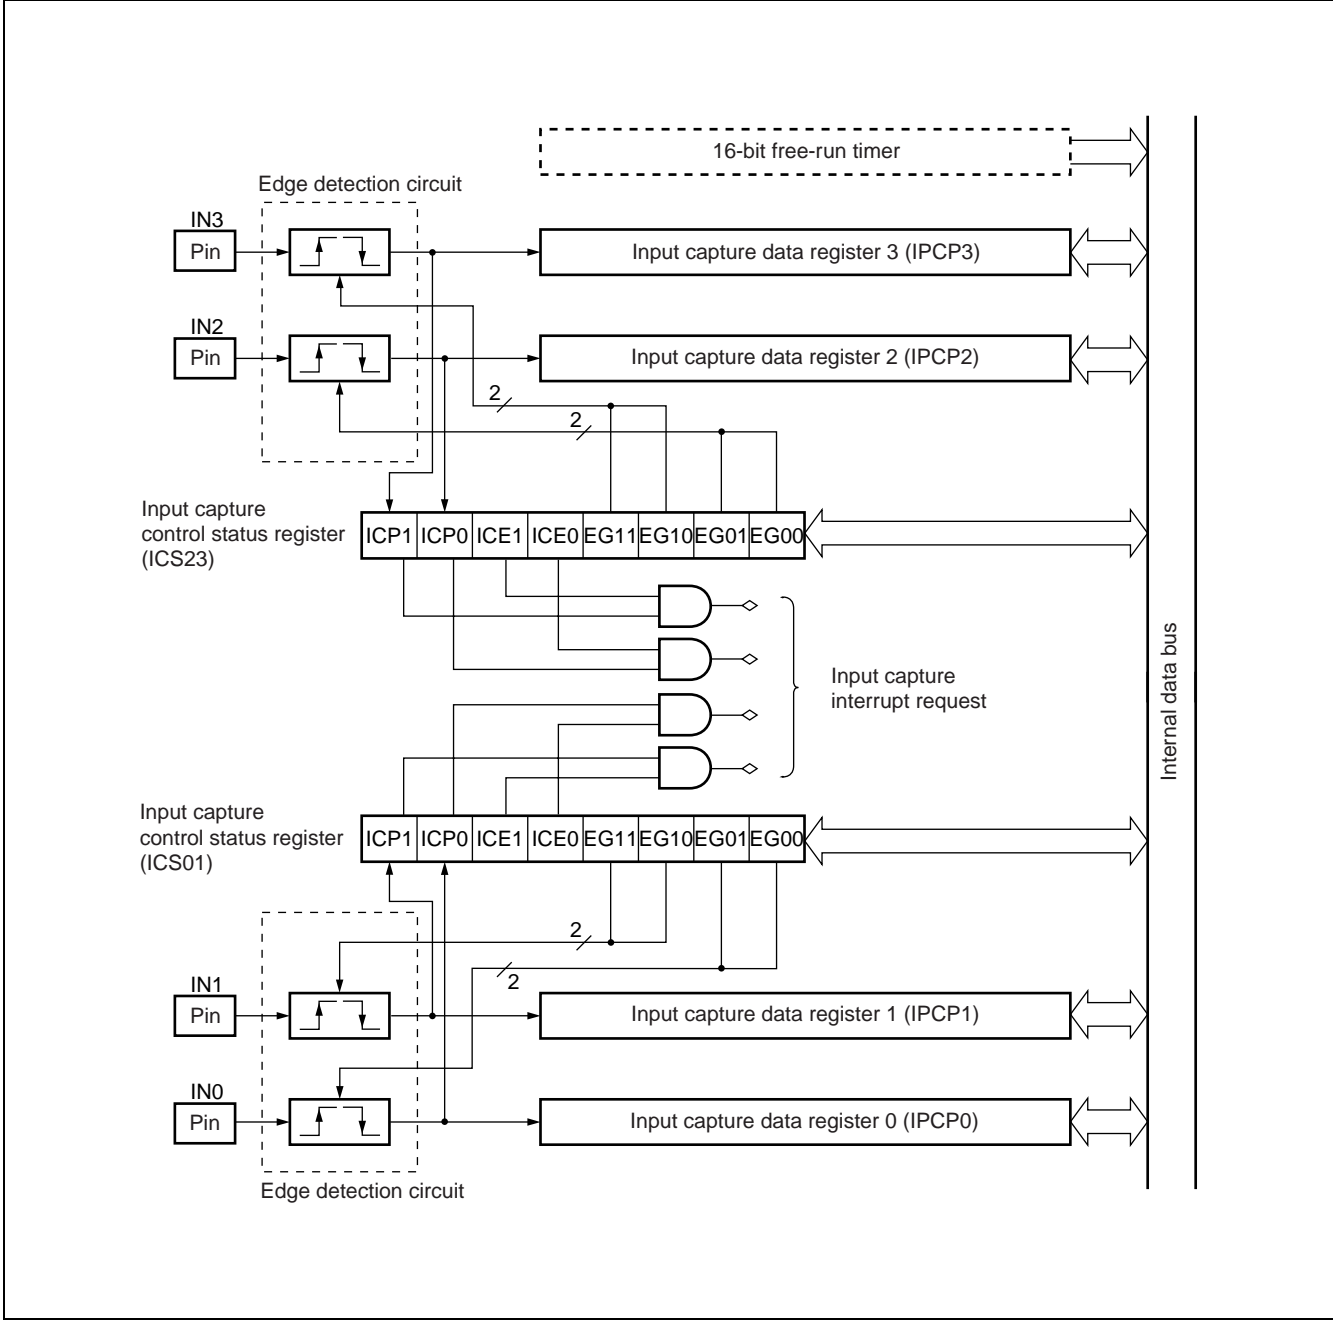 16-bit free-run timer
Edge detection circuit
IN3
Pin
Input capture data register 3 (IPCP3)
IN2
Pin
Input capture data register 2 (IPCP2)
2
2
Input capture
control status register
(ICS23)
ICP1 ICP0 ICE1 ICE0 EG11 EG10 EG01 EG00
Input capture
interrupt request
Internal data bus
Input capture
control status register
(ICS01)
ICP1 ICP0 ICE1 ICE0 EG11 EG10 EG01 EG00
2
2
IN1
Pin
Input capture data register 1 (IPCP1)
IN0
Pin
Input capture data register 0 (IPCP0)
Edge detection circuit